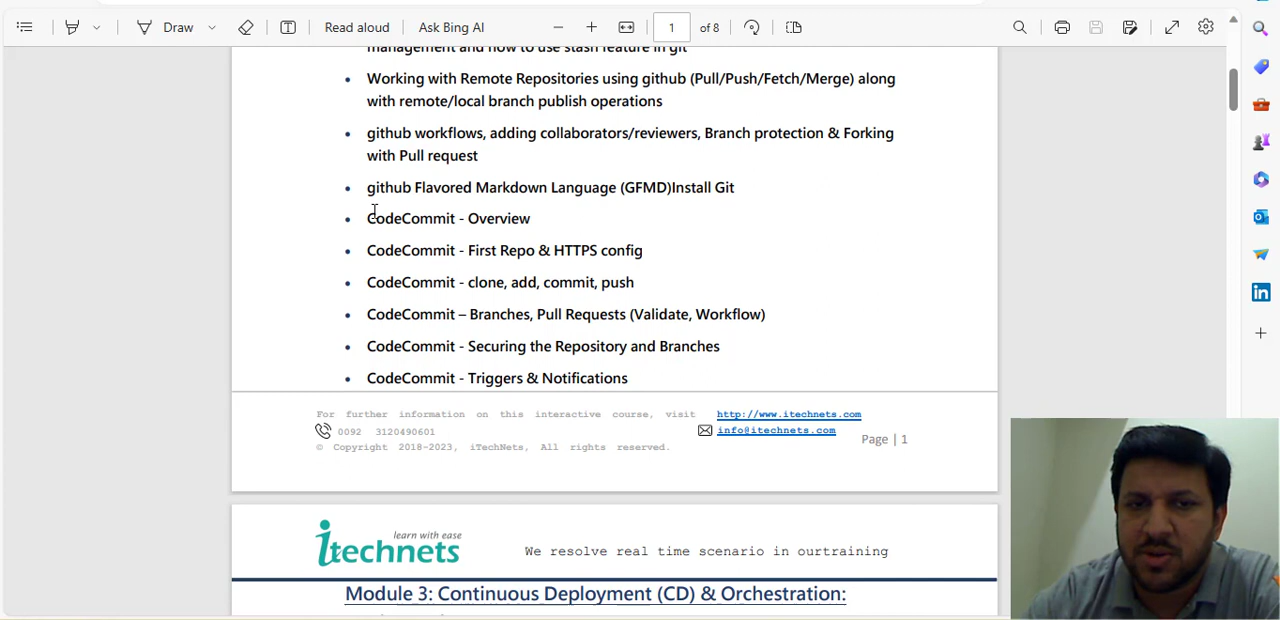 Draw
Read aloud
Ask Bing AI
1
of 8
management and how to use stash feature in git
• Working with Remote Repositories using github (Pull/Push/Fetch/Merge) along
with remote/local branch publish operations
• github workflows, adding collaborators/reviewers, Branch protection & Forking
with Pull request
• github Flavored Markdown Language (GFMD)Install Git
• CodeCommit - Overview
• CodeCommit - First Repo & HTTPS config
• CodeCommit - clone, add, commit, push
• CodeCommit – Branches, Pull Requests (Validate, Workflow)
• CodeCommit - Securing the Repository and Branches
• CodeCommit - Triggers & Notifications
For further information on this interactive course, visit http://www.itechnets.com
0092 3120490601 info@itechnets.com
Page | 1
© Copyright 2018-2023, iTechNets, All rights reserved.
learn with ease
itechnets
We resolve real time scenario in ourtraining
Module 3: Continuous Deployment (CD) & Orchestration: